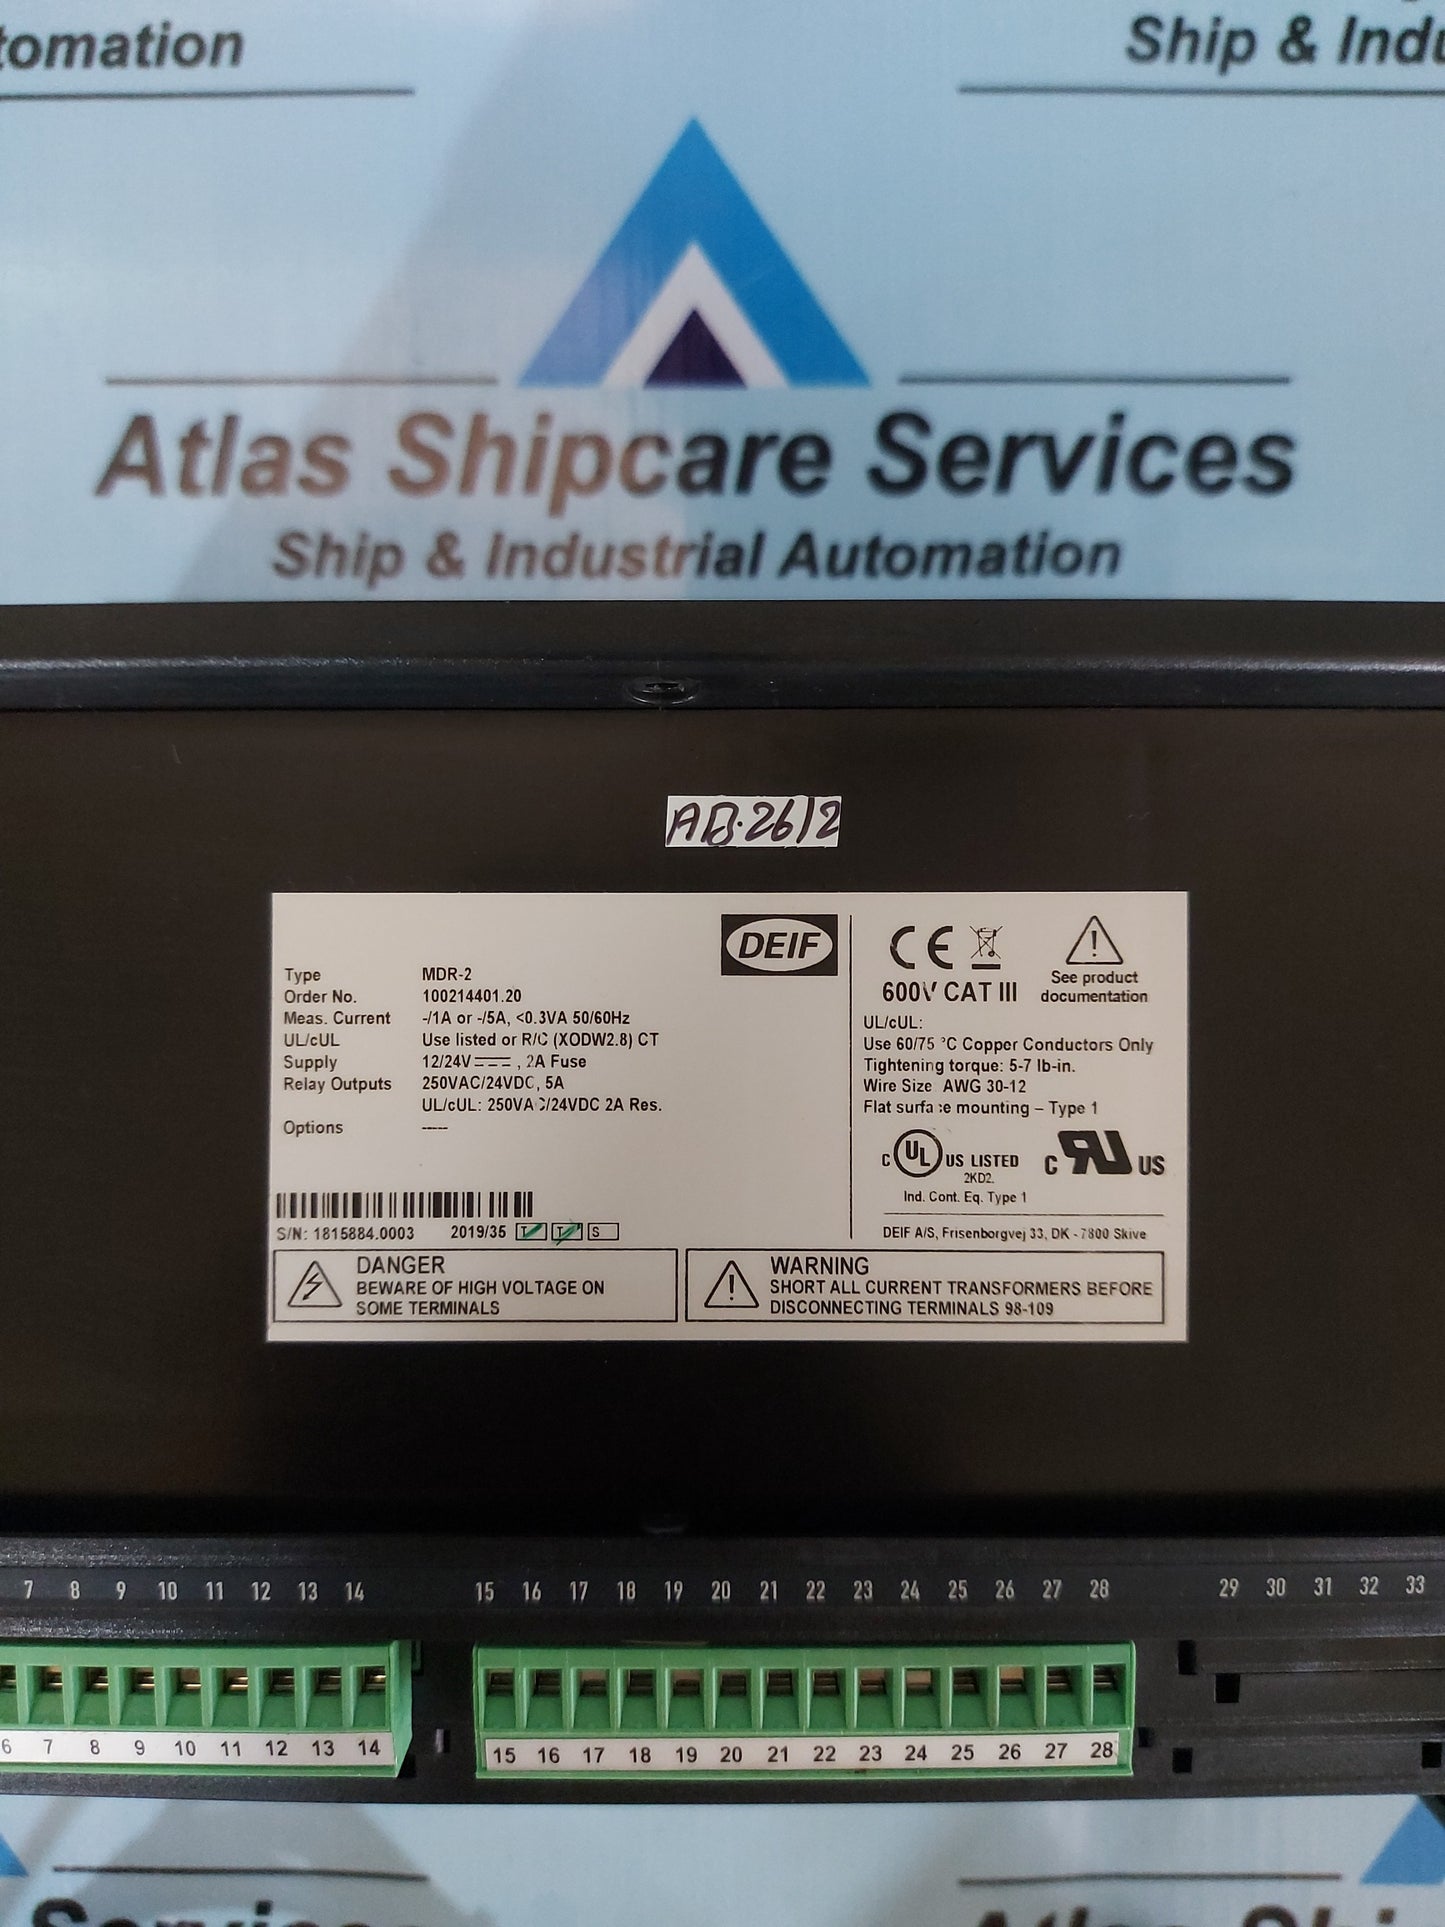 tomation
Ship & Indu
Atlas Shipcare Services
Ship & Industrial Automation
AB.2612
DEIF
Type MDR-2
Order No. 100214401.20
Meas. Current -/1A or -/5A, <0.3VA 50/60Hz
UL/cUL Use listed or R/C (XODW2.8) CT
Supply 12/24V , 2A Fuse
Relay Outputs 250VAC/24VDC, 5A
UL/cUL: 250VAC/24VDC 2A Res.
Options -----
S/N: 1815884.0003 2019/35 T T S
CE
600V CAT III
See product
documentation
UL/cUL:
Use 60/75 °C Copper Conductors Only
Tightening torque: 5-7 lb-in.
Wire Size AWG 30-12
Flat surface mounting – Type 1
C UL US LISTED
2KD2.
Ind. Cont. Eq. Type 1
C RU US
DEIF A/S, Frisenborgvej 33, DK - 7800 Skive
DANGER
BEWARE OF HIGH VOLTAGE ON
SOME TERMINALS
WARNING
SHORT ALL CURRENT TRANSFORMERS BEFORE
DISCONNECTING TERMINALS 98-109
7 8 9 10 11 12 13 14 15 16 17 18 19 20 21 22 23 24 25 26 27 28 29 30 31 32 33
6 7 8 9 10 11 12 13 14 15 16 17 18 19 20 21 22 23 24 25 26 27 28
Services
Atlas Shi